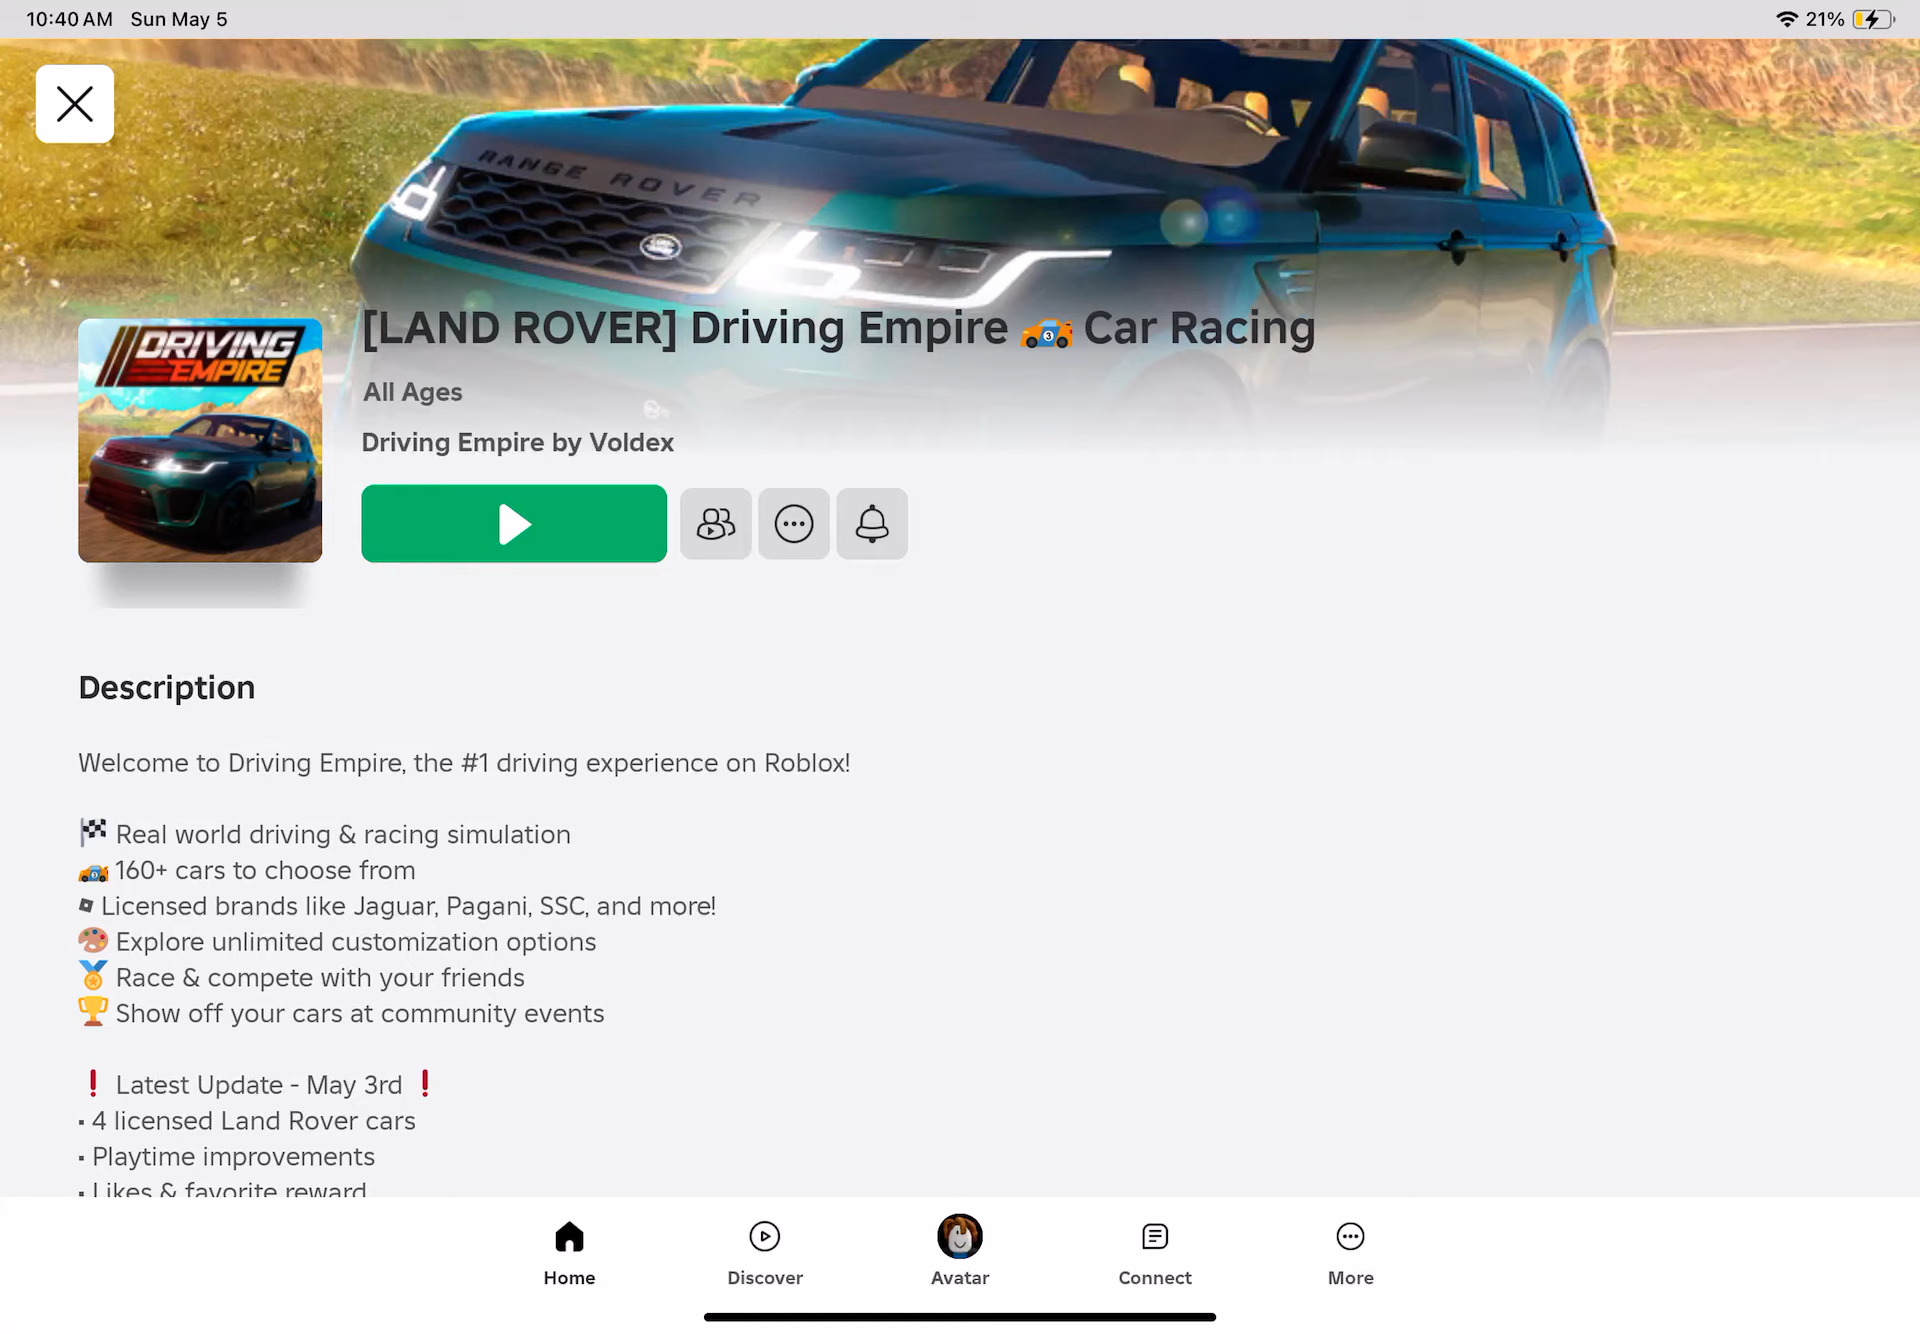 10:40 AM Sun May 5
21%
RANGE ROVER
DRIVING
EMPIRE
[LAND ROVER] Driving Empire 🏎️ Car Racing
All Ages
Driving Empire by Voldex
Description
Welcome to Driving Empire, the #1 driving experience on Roblox!
🏁 Real world driving & racing simulation
🏎️ 160+ cars to choose from
Licensed brands like Jaguar, Pagani, SSC, and more!
🎨 Explore unlimited customization options
🏅 Race & compete with your friends
🏆 Show off your cars at community events
❗ Latest Update - May 3rd ❗
▪ 4 licensed Land Rover cars
▪ Playtime improvements
▪ Likes & favorite reward
Home
Discover
Avatar
Connect
More